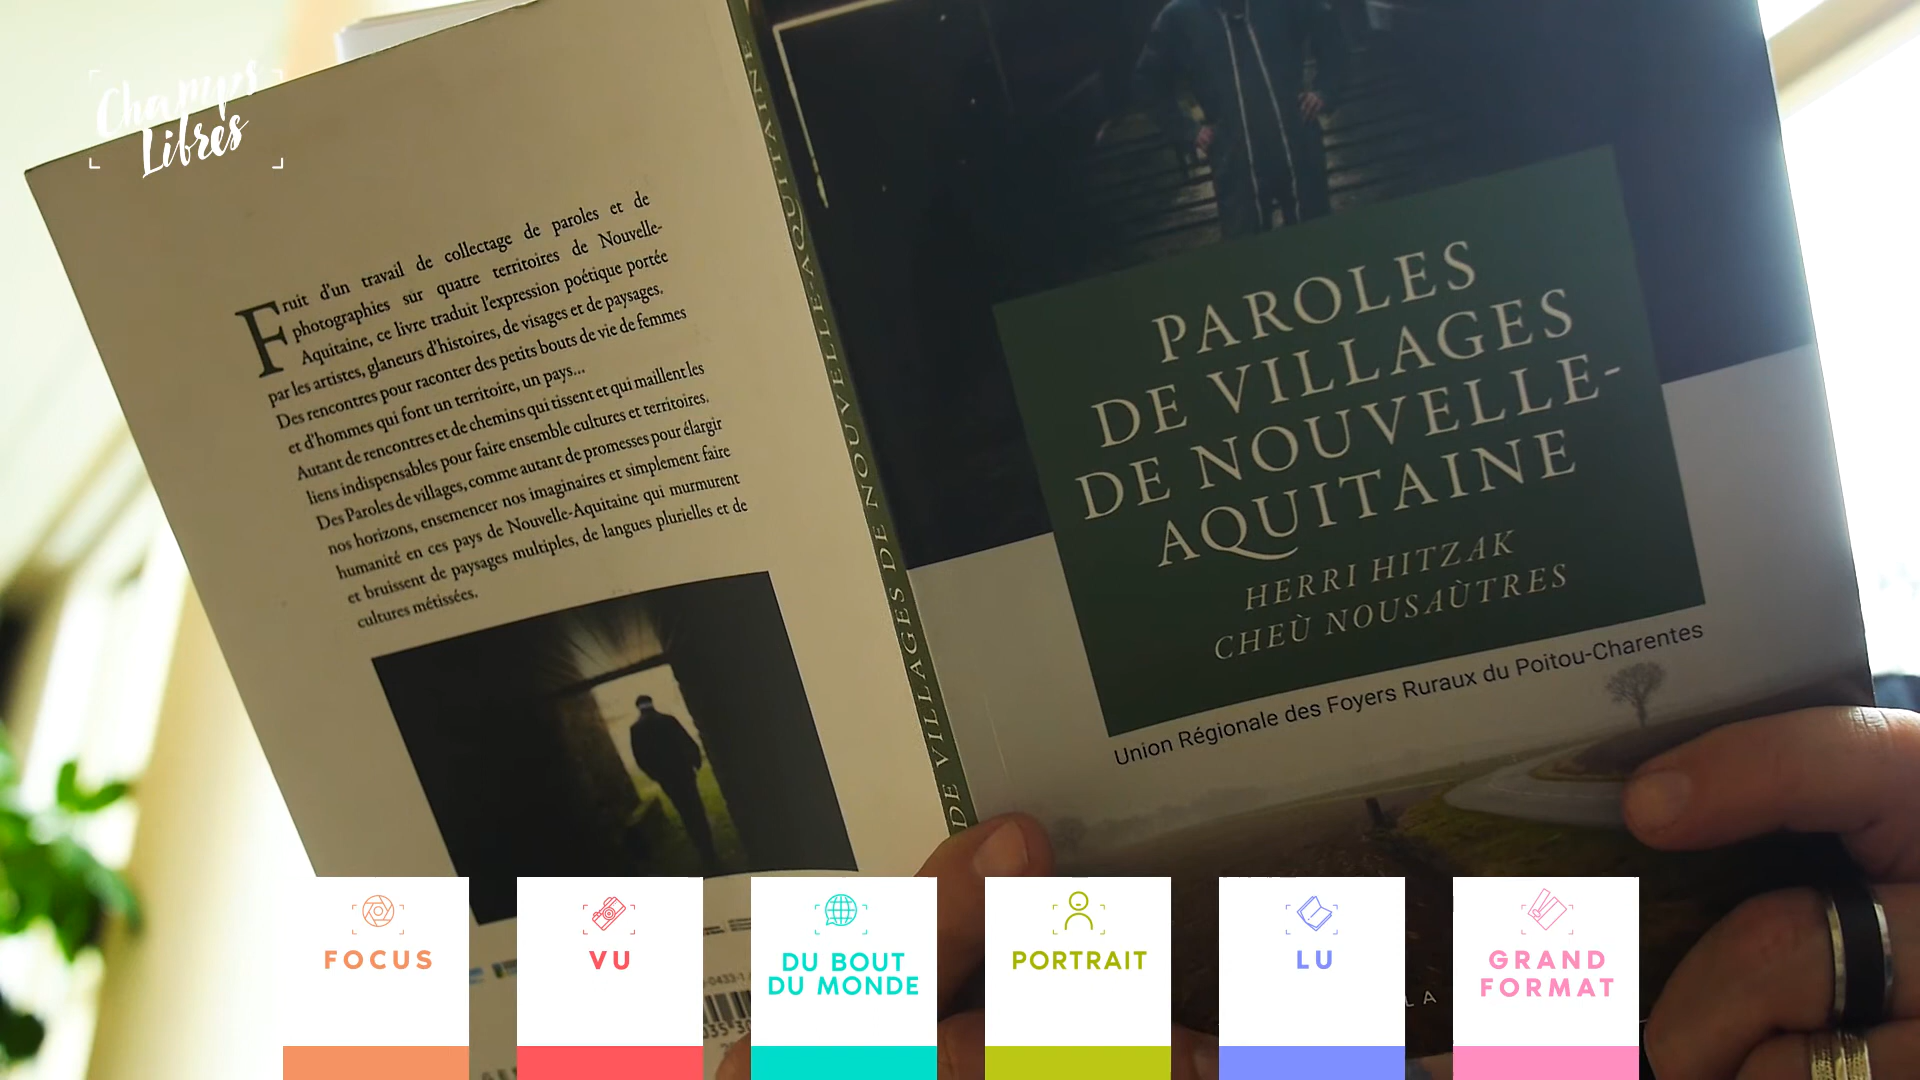 Champs
Libres
Fruit d'un travail de collectage de paroles et de
photographies sur quatre territoires de Nouvelle-
Aquitaine, ce livre traduit l'expression poétique portée
par les artistes, glaneurs d'histoires, de visages et de paysages.
Des rencontres pour raconter des petits bouts de vie de femmes
et d'hommes qui font un territoire, un pays...
Autant de rencontres et de chemins qui tissent et qui maillent les
liens indispensables pour faire ensemble cultures et territoires.
Des Paroles de villages, comme autant de promesses pour élargir
nos horizons, ensemencer nos imaginaires et simplement faire
humanité en ces pays de Nouvelle-Aquitaine qui murmurent
et bruissent de paysages multiples, de langues plurielles et de
cultures métissées.
DE VILLAGES DE NOUVELLE-AQUITAINE
PAROLES
DE VILLAGES
DE NOUVELLE-
AQUITAINE
HERRI HITZAK
CHEÙ NOUSAÙTRES
Union Régionale des Foyers Ruraux du Poitou-Charentes
FOCUS
VU
DU BOUT
DU MONDE
PORTRAIT
LU
GRAND
FORMAT